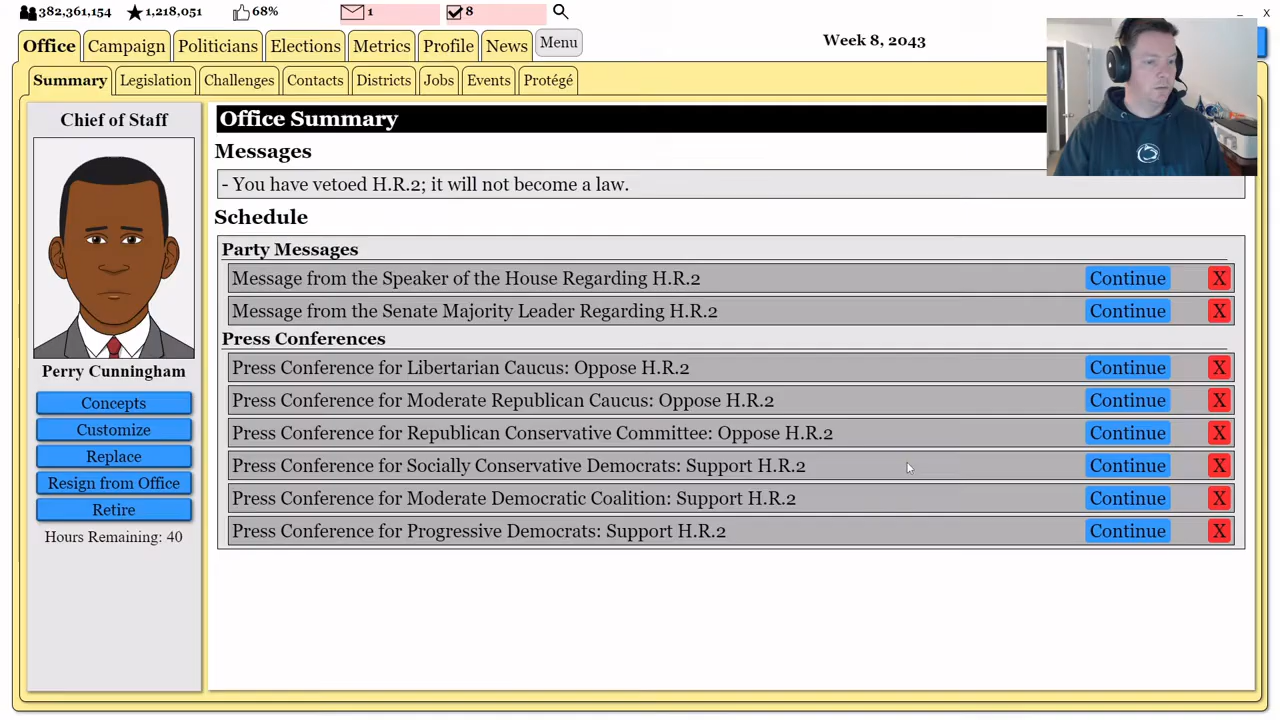 382,361,154 1,218,051 68% 1 8
_ X
Office Campaign Politicians Elections Metrics Profile News Menu
Week 8, 2043
Summary Legislation Challenges Contacts Districts Jobs Events Protégé
Chief of Staff
Perry Cunningham
Concepts
Customize
Replace
Resign from Office
Retire
Hours Remaining: 40
Office Summary
Messages
- You have vetoed H.R.2; it will not become a law.
Schedule
Party Messages
Message from the Speaker of the House Regarding H.R.2 Continue X
Message from the Senate Majority Leader Regarding H.R.2 Continue X
Press Conferences
Press Conference for Libertarian Caucus: Oppose H.R.2 Continue X
Press Conference for Moderate Republican Caucus: Oppose H.R.2 Continue X
Press Conference for Republican Conservative Committee: Oppose H.R.2 Continue X
Press Conference for Socially Conservative Democrats: Support H.R.2 Continue X
Press Conference for Moderate Democratic Coalition: Support H.R.2 Continue X
Press Conference for Progressive Democrats: Support H.R.2 Continue X